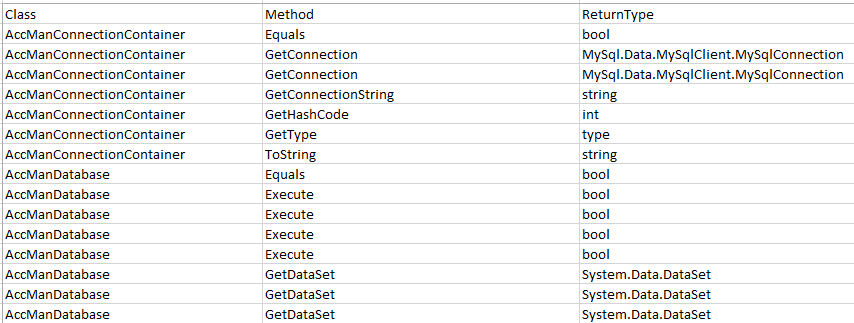 Class Method ReturnType
AccManConnectionContainer Equals bool
AccManConnectionContainer GetConnection MySql.Data.MySqlClient.MySqlConnection
AccManConnectionContainer GetConnection MySql.Data.MySqlClient.MySqlConnection
AccManConnectionContainer GetConnectionString string
AccManConnectionContainer GetHashCode int
AccManConnectionContainer GetType type
AccManConnectionContainer ToString string
AccManDatabase Equals bool
AccManDatabase Execute bool
AccManDatabase Execute bool
AccManDatabase Execute bool
AccManDatabase Execute bool
AccManDatabase GetDataSet System.Data.DataSet
AccManDatabase GetDataSet System.Data.DataSet
AccManDatabase GetDataSet System.Data.DataSet